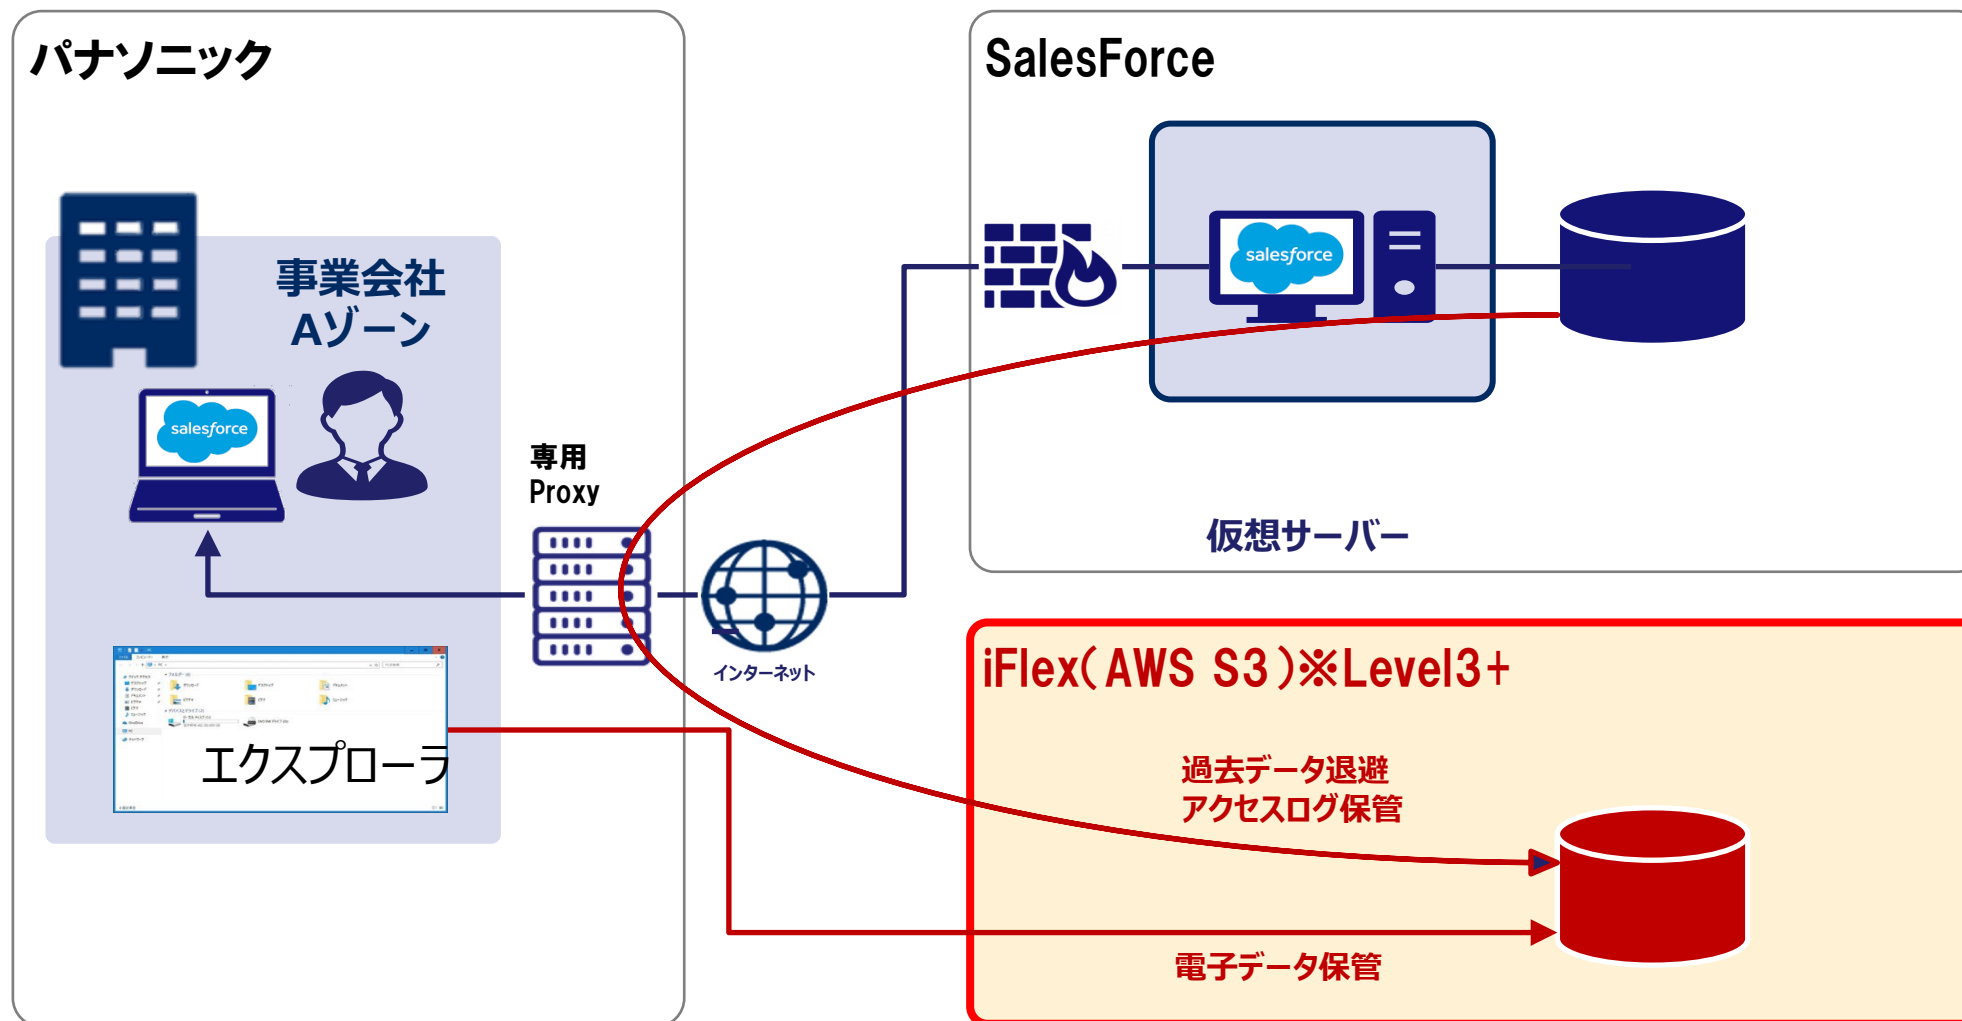 パナソニック
SalesForce
事業会社
Aゾーン
salesforce
salesforce
専用
Proxy
インターネット
仮想サーバー
エクスプローラ
iFlex(AWS S3)※Level3+
過去データ退避
アクセスログ保管
電子データ保管